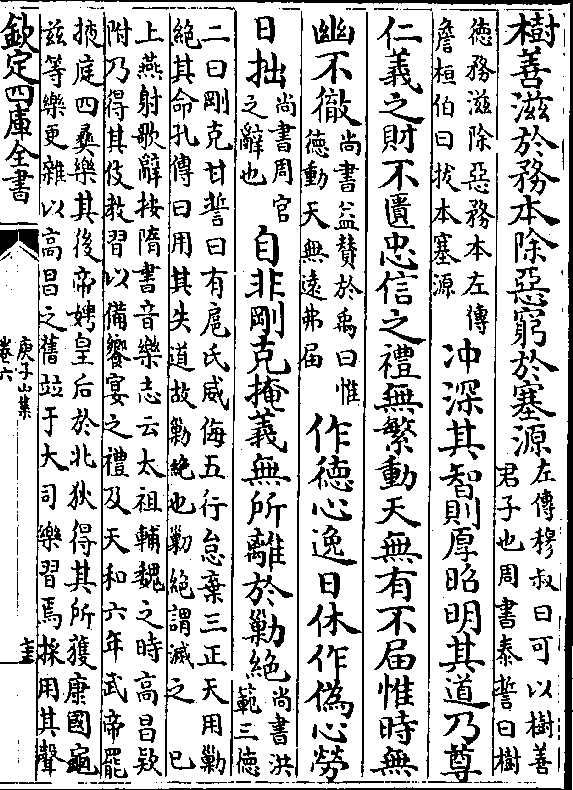 樹善滋於務本除惡窮於塞源左傳穆叔曰可以樹善
君子也周書泰誓曰樹
徳務滋除惡務本左傳
詹桓伯曰拔本塞源冲深其智則厚昭明其道乃尊
仁義之財不匱忠信之禮無繁動天無有不届惟時無
幽不徹尚書益賛於禹曰惟
德動天無逺弗届作徳心逸日休作偽心勞
日拙尚書周官
之辭也自非剛克掩義無所離於勦絶尚書洪
範三徳
二曰剛克甘誓曰有扈氏威侮五行怠棄三正天用勦
絶其命孔傳曰用其失道故勦絶也勦絶謂滅之 已
上燕射歌辭按隋書音樂志云太祖輔魏之時髙昌欵
附乃得其伎敎習以備饗宴之禮及天和六年武帝罷
掖庭四彞樂其後帝娉皇后於北狄得其所獲康國龜
兹等樂更雜以髙昌之舊竝于大司樂習焉採用其聲
欽定四庫全書
庾子山集
卷六